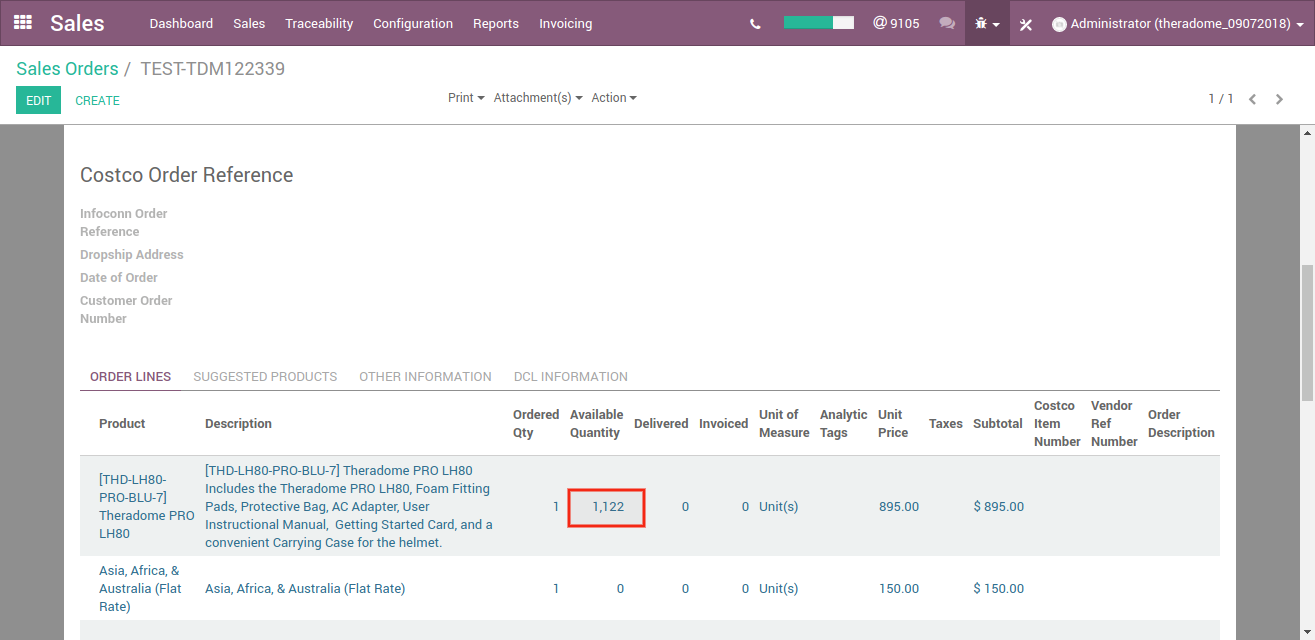 Sales Dashboard Sales Traceability Configuration Reports Invoicing @ 9105 Administrator (theradome_09072018)
Sales Orders / TEST-TDM122339
EDIT CREATE Print Attachment(s) Action 1 / 1
Costco Order Reference
Infoconn Order
Reference
Dropship Address
Date of Order
Customer Order
Number
ORDER LINES SUGGESTED PRODUCTS OTHER INFORMATION DCL INFORMATION
Product Description Ordered Qty Available Quantity Delivered Invoiced Unit of Measure Analytic Tags Unit Price Taxes Subtotal Costco Item Number Vendor Ref Number Order Description
[THD-LH80-
PRO-BLU-7]
Theradome PRO
LH80
[THD-LH80-PRO-BLU-7] Theradome PRO LH80
Includes the Theradome PRO LH80, Foam Fitting
Pads, Protective Bag, AC Adapter, User
Instructional Manual,  Getting Started Card, and a
convenient Carrying Case for the helmet.
1 1,122 0 0 Unit(s) 895.00 $ 895.00
Asia, Africa, &
Australia (Flat
Rate)
Asia, Africa, & Australia (Flat Rate) 1 0 0 0 Unit(s) 150.00 $ 150.00